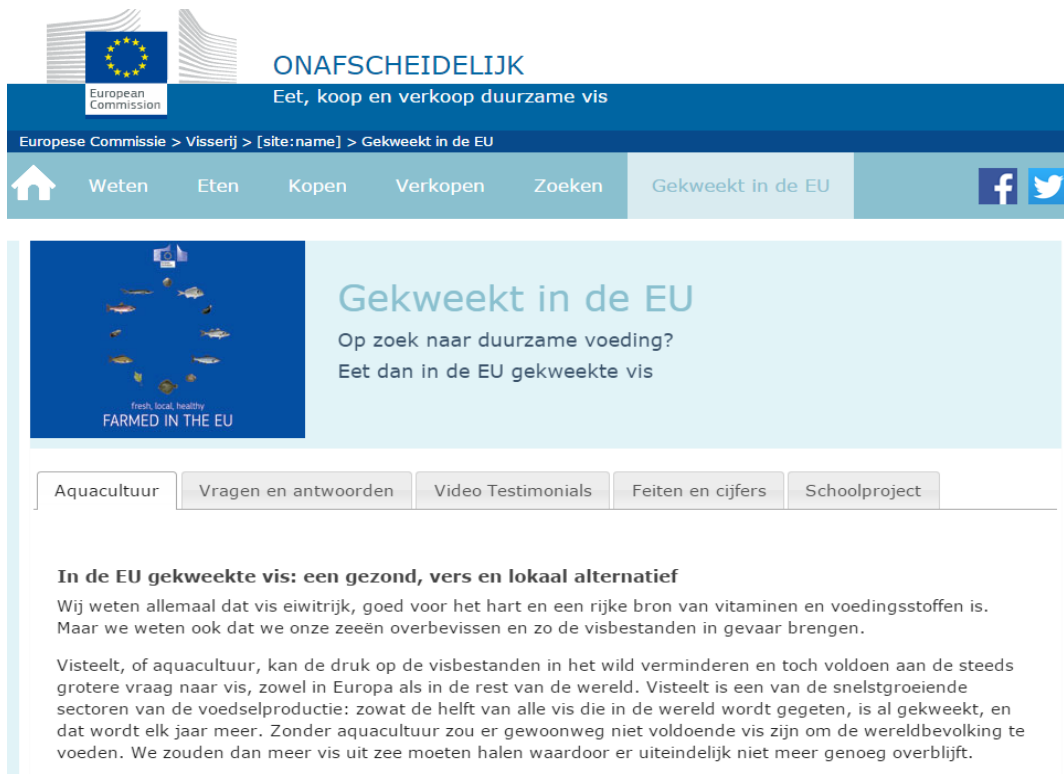 European
Commission
ONAFSCHEIDELIJK
Eet, koop en verkoop duurzame vis
Europese Commissie > Visserij > [site:name] > Gekweekt in de EU
Weten Eten Kopen Verkopen Zoeken Gekweekt in de EU
fresh, local, healthy
FARMED IN THE EU
Gekweekt in de EU
Op zoek naar duurzame voeding?
Eet dan in de EU gekweekte vis
Aquacultuur Vragen en antwoorden Video Testimonials Feiten en cijfers Schoolproject
In de EU gekweekte vis: een gezond, vers en lokaal alternatief
Wij weten allemaal dat vis eiwitrijk, goed voor het hart en een rijke bron van vitaminen en voedingsstoffen is.
Maar we weten ook dat we onze zeeën overbevissen en zo de visbestanden in gevaar brengen.
Visteelt, of aquacultuur, kan de druk op de visbestanden in het wild verminderen en toch voldoen aan de steeds
grotere vraag naar vis, zowel in Europa als in de rest van de wereld. Visteelt is een van de snelstgroeiende
sectoren van de voedselproductie: zowat de helft van alle vis die in de wereld wordt gegeten, is al gekweekt, en
dat wordt elk jaar meer. Zonder aquacultuur zou er gewoonweg niet voldoende vis zijn om de wereldbevolking te
voeden. We zouden dan meer vis uit zee moeten halen waardoor er uiteindelijk niet meer genoeg overblijft.